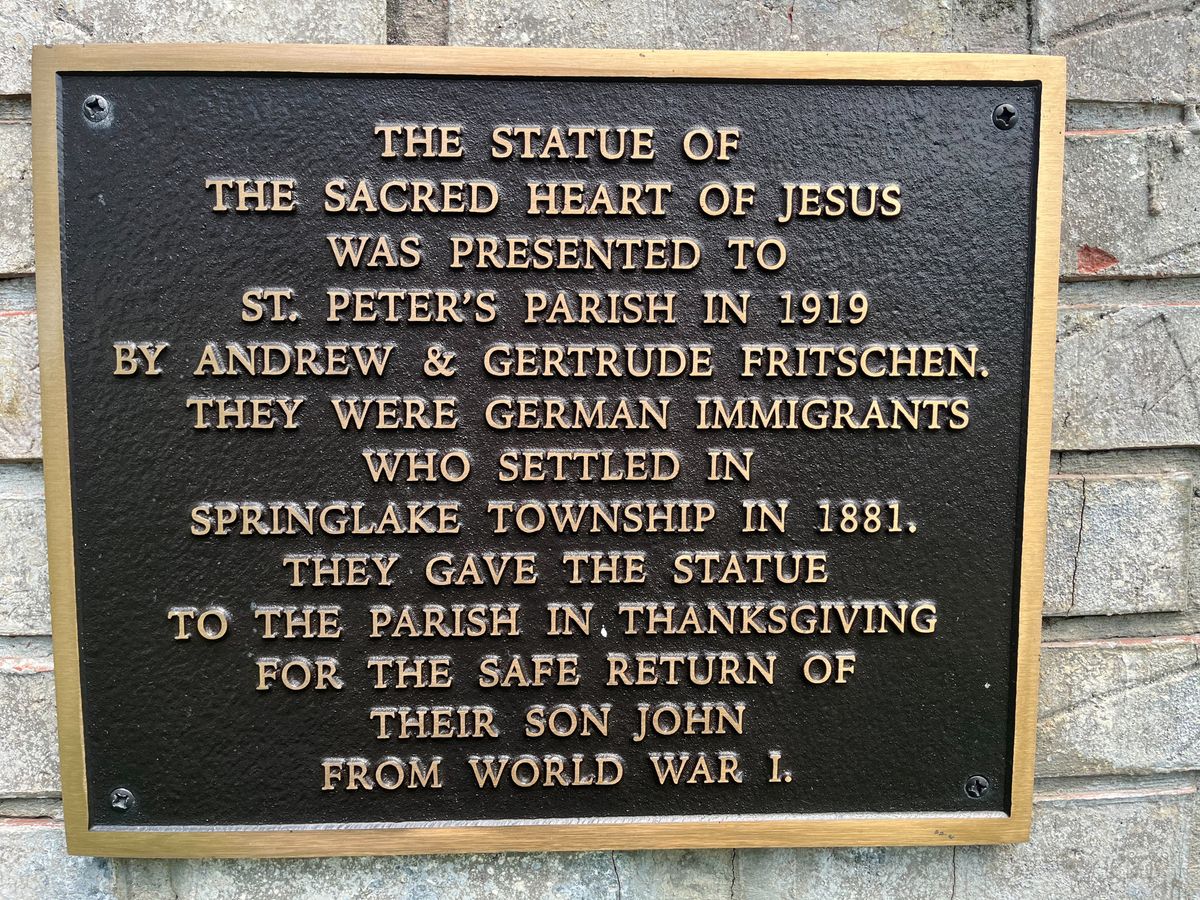 THE STATUE OF
THE SACRED HEART OF JESUS
WAS PRESENTED TO
ST. PETER'S PARISH IN 1919
BY ANDREW & GERTRUDE FRITSCHEN.
THEY WERE GERMAN IMMIGRANTS
WHO SETTLED IN
SPRINGLAKE TOWNSHIP IN 1881.
THEY GAVE THE STATUE
TO THE PARISH IN THANKSGIVING
FOR THE SAFE RETURN OF
THEIR SON JOHN
FROM WORLD WAR I.